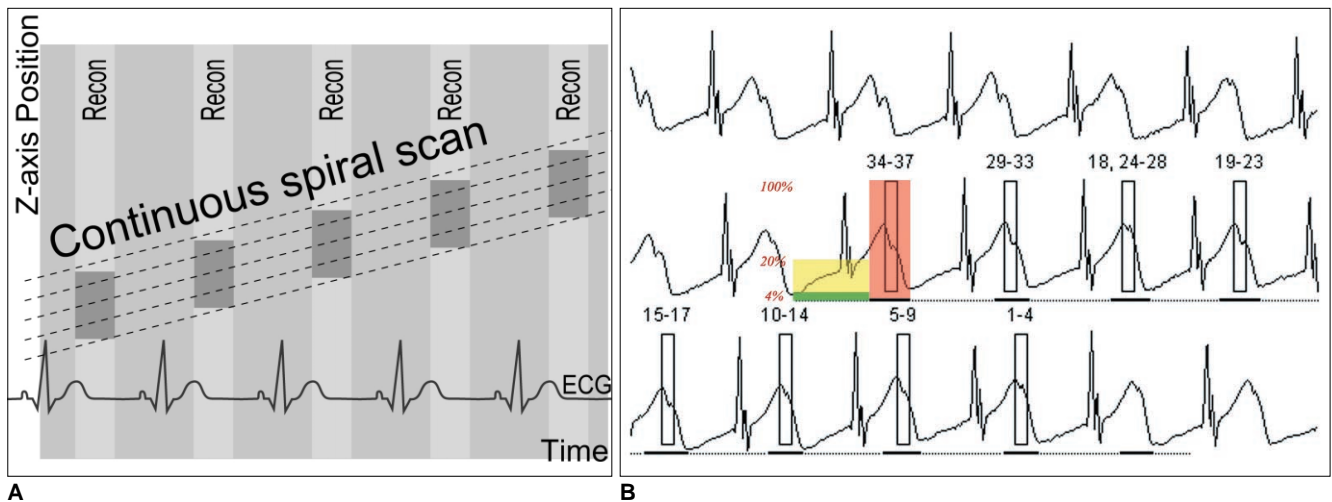 Z-axis Position
Recon
Recon
Recon
Recon
Recon
Continuous spiral scan
ECG
Time
A
34-37
29-33
18, 24-28
19-23
100%
20%
4%
15-17
10-14
5-9
1-4
B